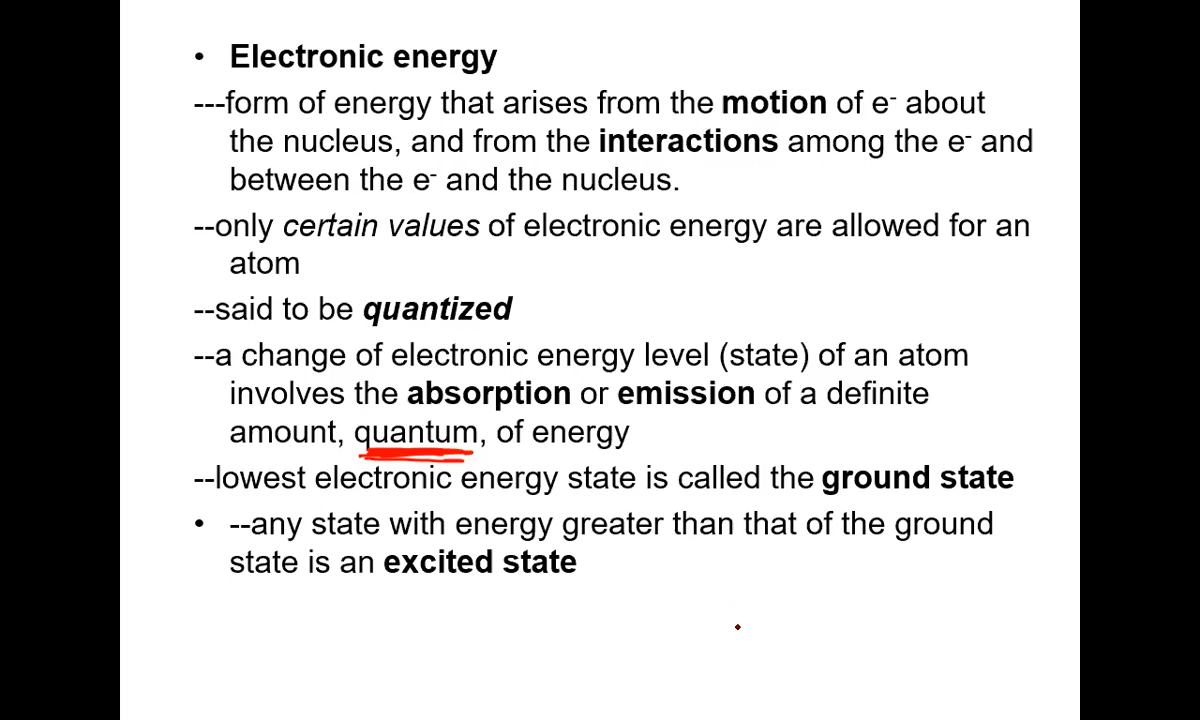 • Electronic energy
---form of energy that arises from the motion of e- about
the nucleus, and from the interactions among the e- and
between the e- and the nucleus.
--only certain values of electronic energy are allowed for an
atom
--said to be quantized
--a change of electronic energy level (state) of an atom
involves the absorption or emission of a definite
amount, quantum, of energy
--lowest electronic energy state is called the ground state
• --any state with energy greater than that of the ground
state is an excited state